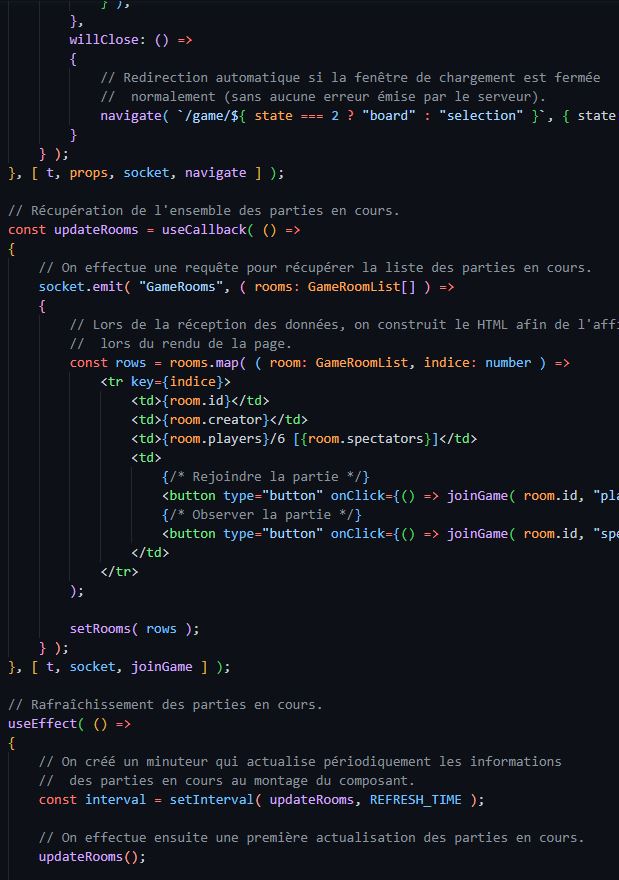 } );
},
willClose: () =>
{
// Redirection automatique si la fenêtre de chargement est fermée
//  normalement (sans aucune erreur émise par le serveur).
navigate( `/game/${ state === 2 ? "board" : "selection" }`, { state
}
} );
}, [ t, props, socket, navigate ] );
// Récupération de l'ensemble des parties en cours.
const updateRooms = useCallback( () =>
{
// On effectue une requête pour récupérer la liste des parties en cours.
socket.emit( "GameRooms", ( rooms: GameRoomList[] ) =>
{
// Lors de la réception des données, on construit le HTML afin de l'affi
//  lors du rendu de la page.
const rows = rooms.map( ( room: GameRoomList, indice: number ) =>
<tr key={indice}>
<td>{room.id}</td>
<td>{room.creator}</td>
<td>{room.players}/6 [{room.spectators}]</td>
<td>
{/* Rejoindre la partie */}
<button type="button" onClick={() => joinGame( room.id, "pla
{/* Observer la partie */}
<button type="button" onClick={() => joinGame( room.id, "spe
</td>
</tr>
);
setRooms( rows );
} );
}, [ t, socket, joinGame ] );
// Rafraîchissement des parties en cours.
useEffect( () =>
{
// On créé un minuteur qui actualise périodiquement les informations
//  des parties en cours au montage du composant.
const interval = setInterval( updateRooms, REFRESH_TIME );
// On effectue ensuite une première actualisation des parties en cours.
updateRooms();